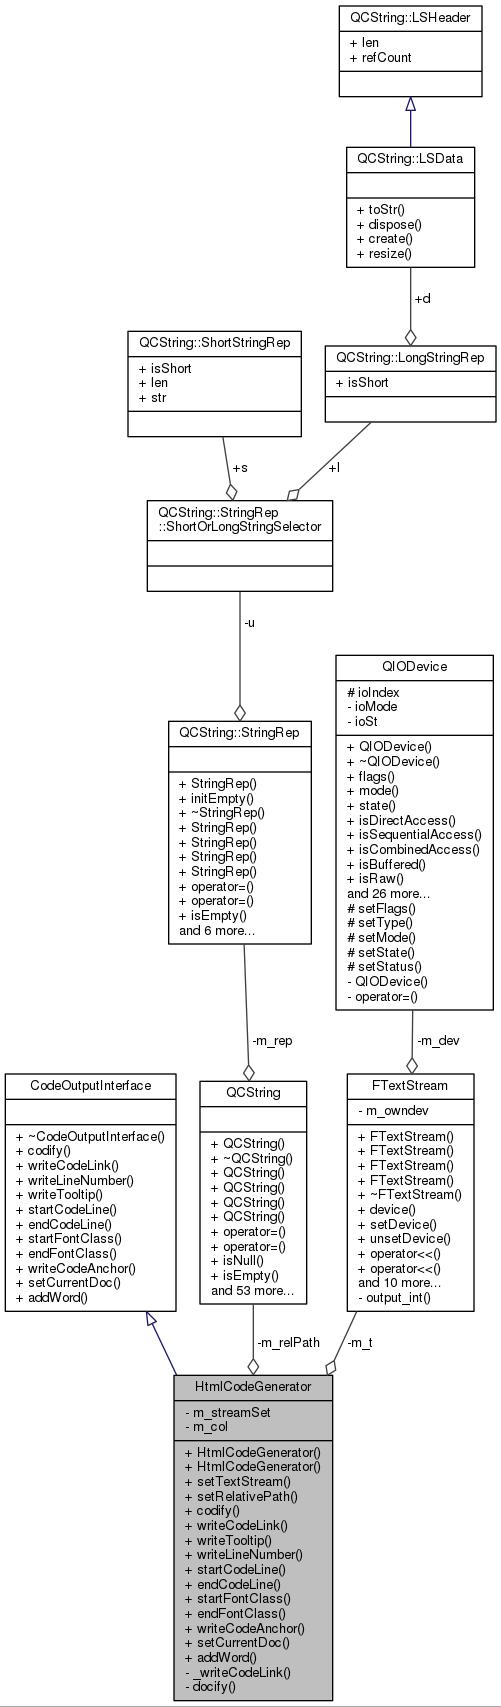 QCString::LSHeader
+ len
+ refCount
QCString::LSData
+ toStr()
+ dispose()
+ create()
+ resize()
+d
QCString::ShortStringRep
+ isShort
+ len
+ str
QCString::LongStringRep
+ isShort
+s
+l
QCString::StringRep
::ShortOrLongStringSelector
-u
QIODevice
# ioIndex
- ioMode
- ioSt
+ QIODevice()
+ ~QIODevice()
+ flags()
+ mode()
+ state()
+ isDirectAccess()
+ isSequentialAccess()
+ isCombinedAccess()
+ isBuffered()
+ isRaw()
and 26 more...
# setFlags()
# setType()
# setMode()
# setState()
# setStatus()
- QIODevice()
- operator=()
QCString::StringRep
+ StringRep()
+ initEmpty()
+ ~StringRep()
+ StringRep()
+ StringRep()
+ StringRep()
+ StringRep()
+ operator=()
+ operator=()
+ isEmpty()
and 6 more...
-m_rep
-m_dev
CodeOutputInterface
+ ~CodeOutputInterface()
+ codify()
+ writeCodeLink()
+ writeLineNumber()
+ writeTooltip()
+ startCodeLine()
+ endCodeLine()
+ startFontClass()
+ endFontClass()
+ writeCodeAnchor()
+ setCurrentDoc()
+ addWord()
QCString
+ QCString()
+ ~QCString()
+ QCString()
+ QCString()
+ QCString()
+ QCString()
+ operator=()
+ operator=()
+ isNull()
+ isEmpty()
and 53 more...
FTextStream
- m_owndev
+ FTextStream()
+ FTextStream()
+ FTextStream()
+ FTextStream()
+ ~FTextStream()
+ device()
+ setDevice()
+ unsetDevice()
+ operator<<()
+ operator<<()
and 10 more...
- output_int()
-m_relPath
-m_t
HtmlCodeGenerator
- m_streamSet
- m_col
+ HtmlCodeGenerator()
+ HtmlCodeGenerator()
+ setTextStream()
+ setRelativePath()
+ codify()
+ writeCodeLink()
+ writeTooltip()
+ writeLineNumber()
+ startCodeLine()
+ endCodeLine()
+ startFontClass()
+ endFontClass()
+ writeCodeAnchor()
+ setCurrentDoc()
+ addWord()
- _writeCodeLink()
- docify()